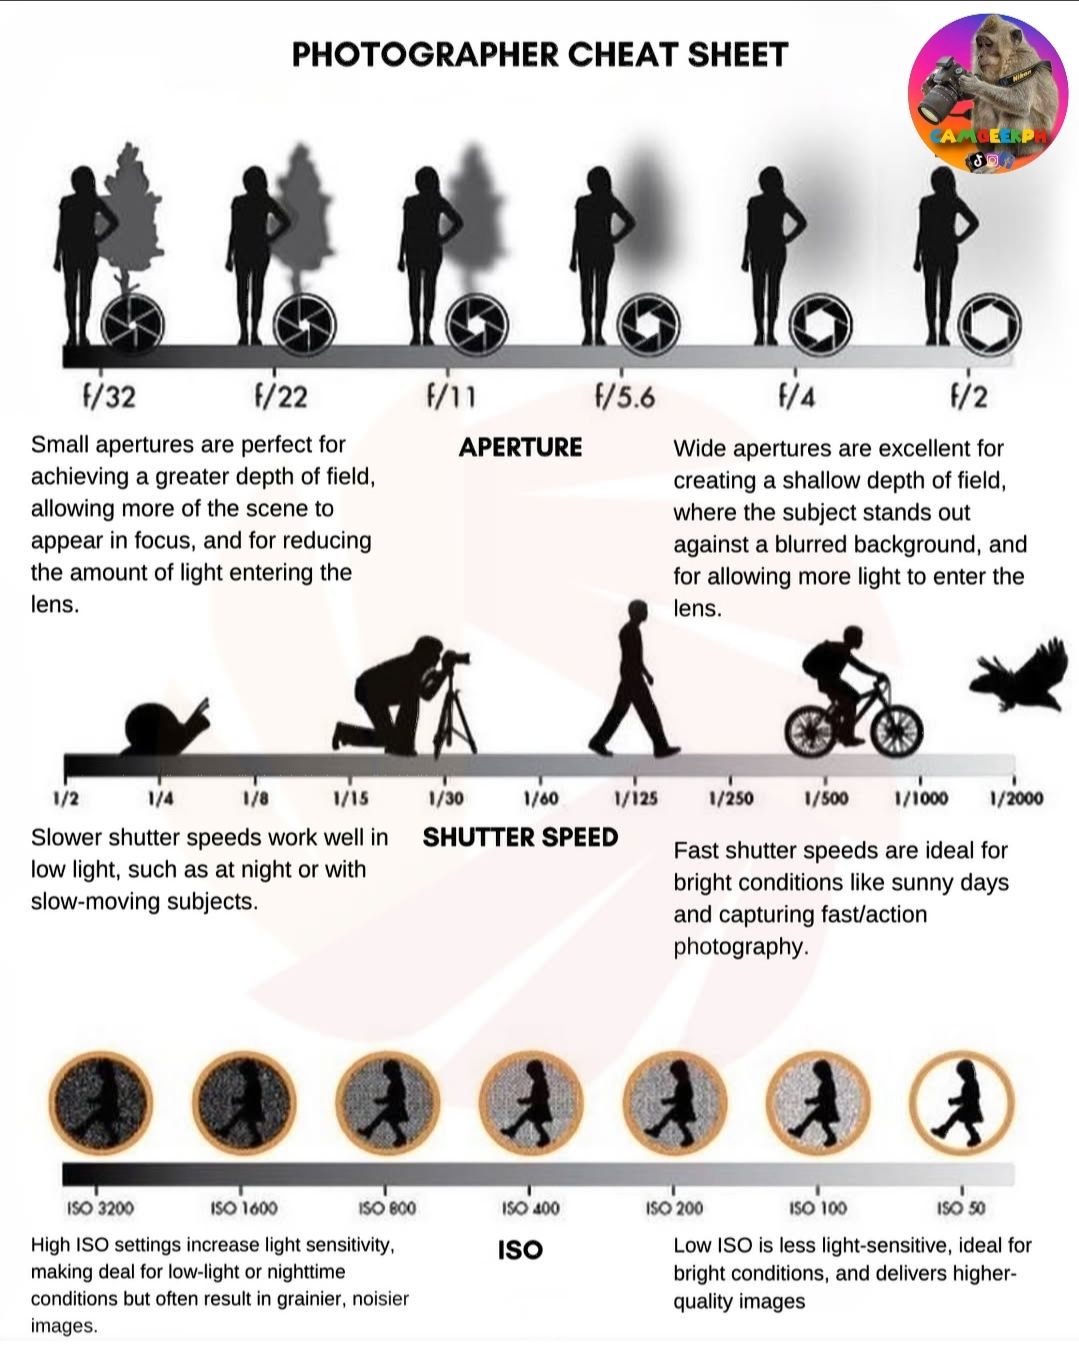 PHOTOGRAPHER CHEAT SHEET
Nikon
CAMGEEKPH
f/32
f/22
f/11
f/5.6
f/4
f/2
Small apertures are perfect for
achieving a greater depth of field,
allowing more of the scene to
appear in focus, and for reducing
the amount of light entering the
lens.
APERTURE
Wide apertures are excellent for
creating a shallow depth of field,
where the subject stands out
against a blurred background, and
for allowing more light to enter the
lens.
1/2
1/4
1/8
1/15
1/30
1/60
1/125
1/250
1/500
1/1000
1/2000
Slower shutter speeds work well in
low light, such as at night or with
slow-moving subjects.
SHUTTER SPEED
Fast shutter speeds are ideal for
bright conditions like sunny days
and capturing fast/action
photography.
ISO 3200
ISO 1600
ISO 800
ISO 400
ISO 200
ISO 100
ISO 50
High ISO settings increase light sensitivity,
making deal for low-light or nighttime
conditions but often result in grainier, noisier
images.
ISO
Low ISO is less light-sensitive, ideal for
bright conditions, and delivers higher-
quality images